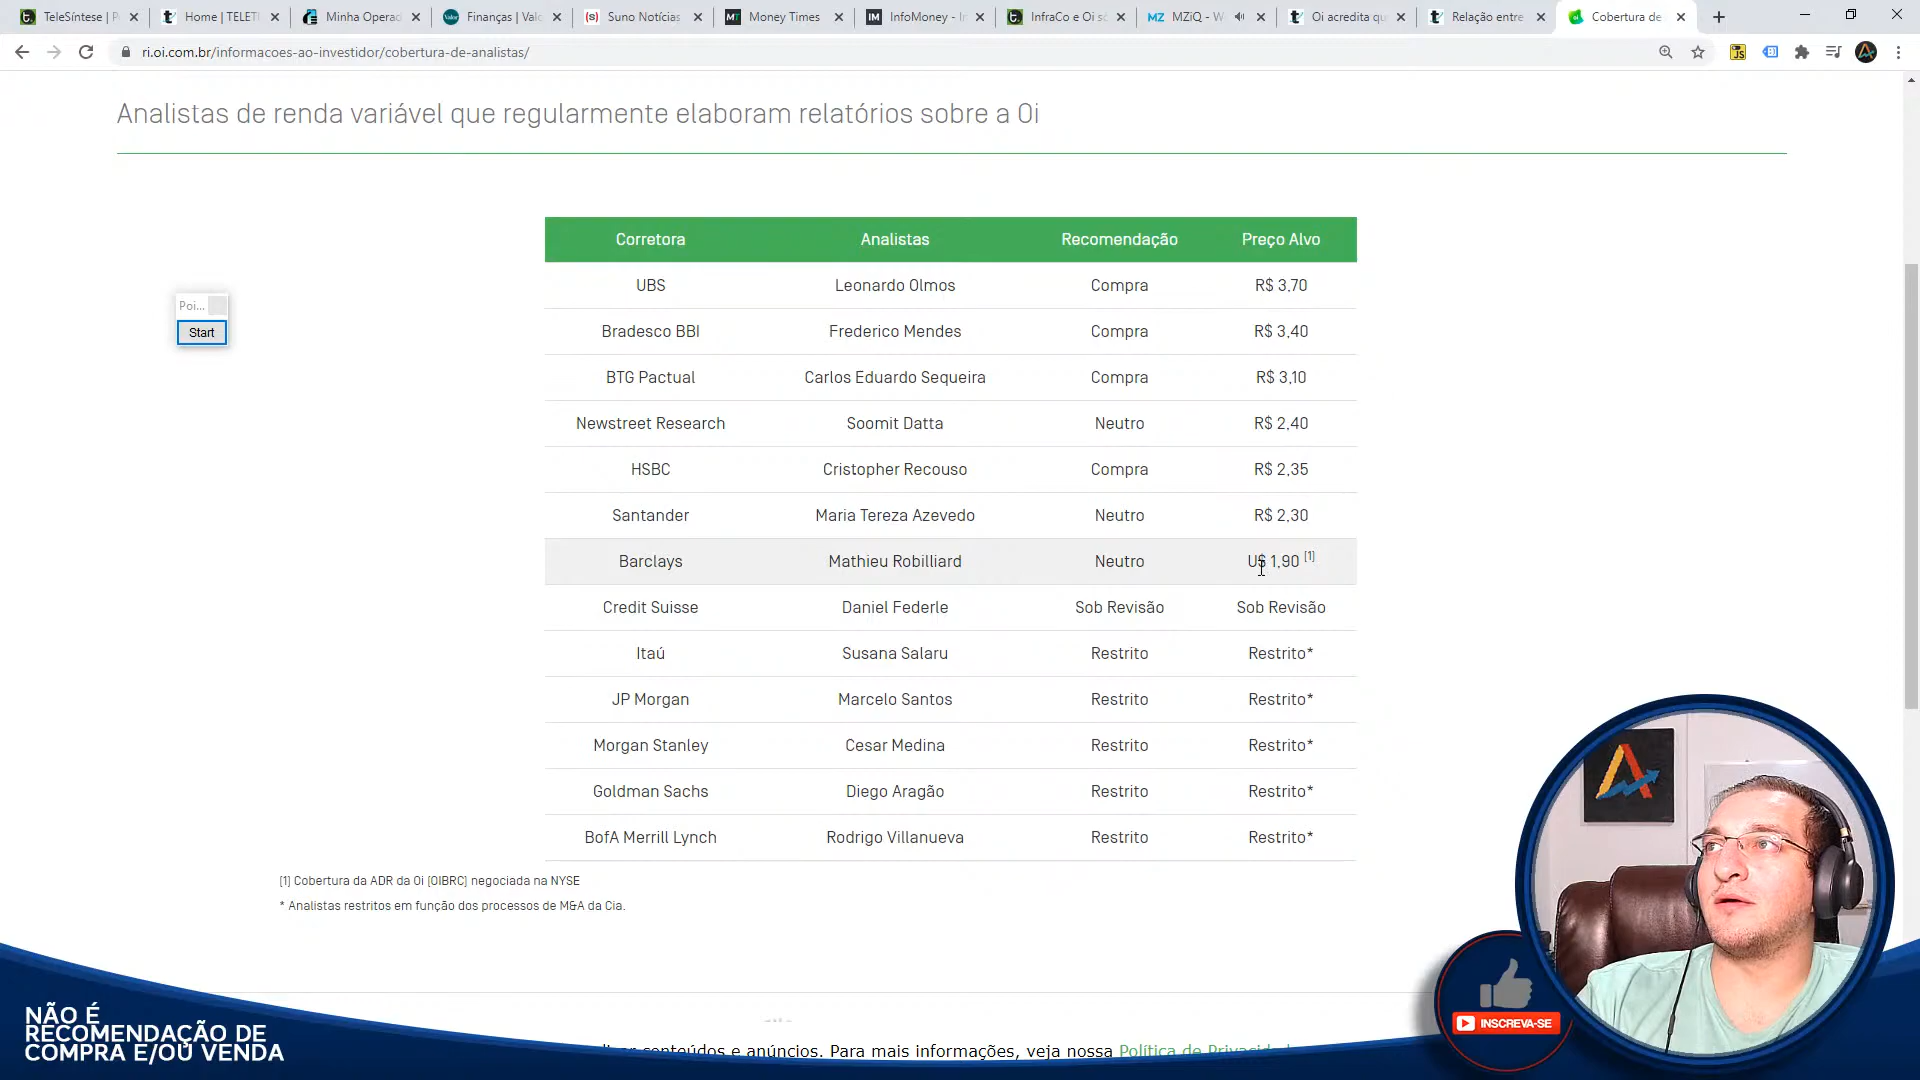 TeleSíntese | P
Home | TELETI
Minha Operad
Finanças | Valo
Suno Notícias
Money Times
InfoMoney - In
InfraCo e Oi só
MZiQ - W
Oi acredita qu
Relação entre
Cobertura de
ri.oi.com.br/informacoes-ao-investidor/cobertura-de-analistas/
Analistas de renda variável que regularmente elaboram relatórios sobre a Oi
Corretora Analistas Recomendação Preço Alvo
UBS Leonardo Olmos Compra R$ 3,70
Bradesco BBI Frederico Mendes Compra R$ 3,40
BTG Pactual Carlos Eduardo Sequeira Compra R$ 3,10
Newstreet Research Soomit Datta Neutro R$ 2,40
HSBC Cristopher Recouso Compra R$ 2,35
Santander Maria Tereza Azevedo Neutro R$ 2,30
Barclays Mathieu Robilliard Neutro U$ 1,90 [1]
Credit Suisse Daniel Federle Sob Revisão Sob Revisão
Itaú Susana Salaru Restrito Restrito*
JP Morgan Marcelo Santos Restrito Restrito*
Morgan Stanley Cesar Medina Restrito Restrito*
Goldman Sachs Diego Aragão Restrito Restrito*
BofA Merrill Lynch Rodrigo Villanueva Restrito Restrito*
Poi...
Start
[1] Cobertura da ADR da Oi (OIBRC) negociada na NYSE
* Analistas restritos em função dos processos de M&A da Cia.
NÃO É
RECOMENDAÇÃO DE
COMPRA E/OU VENDA
conteúdos e anúncios. Para mais informações, veja nossa Política de Privacidad
INSCREVA-SE